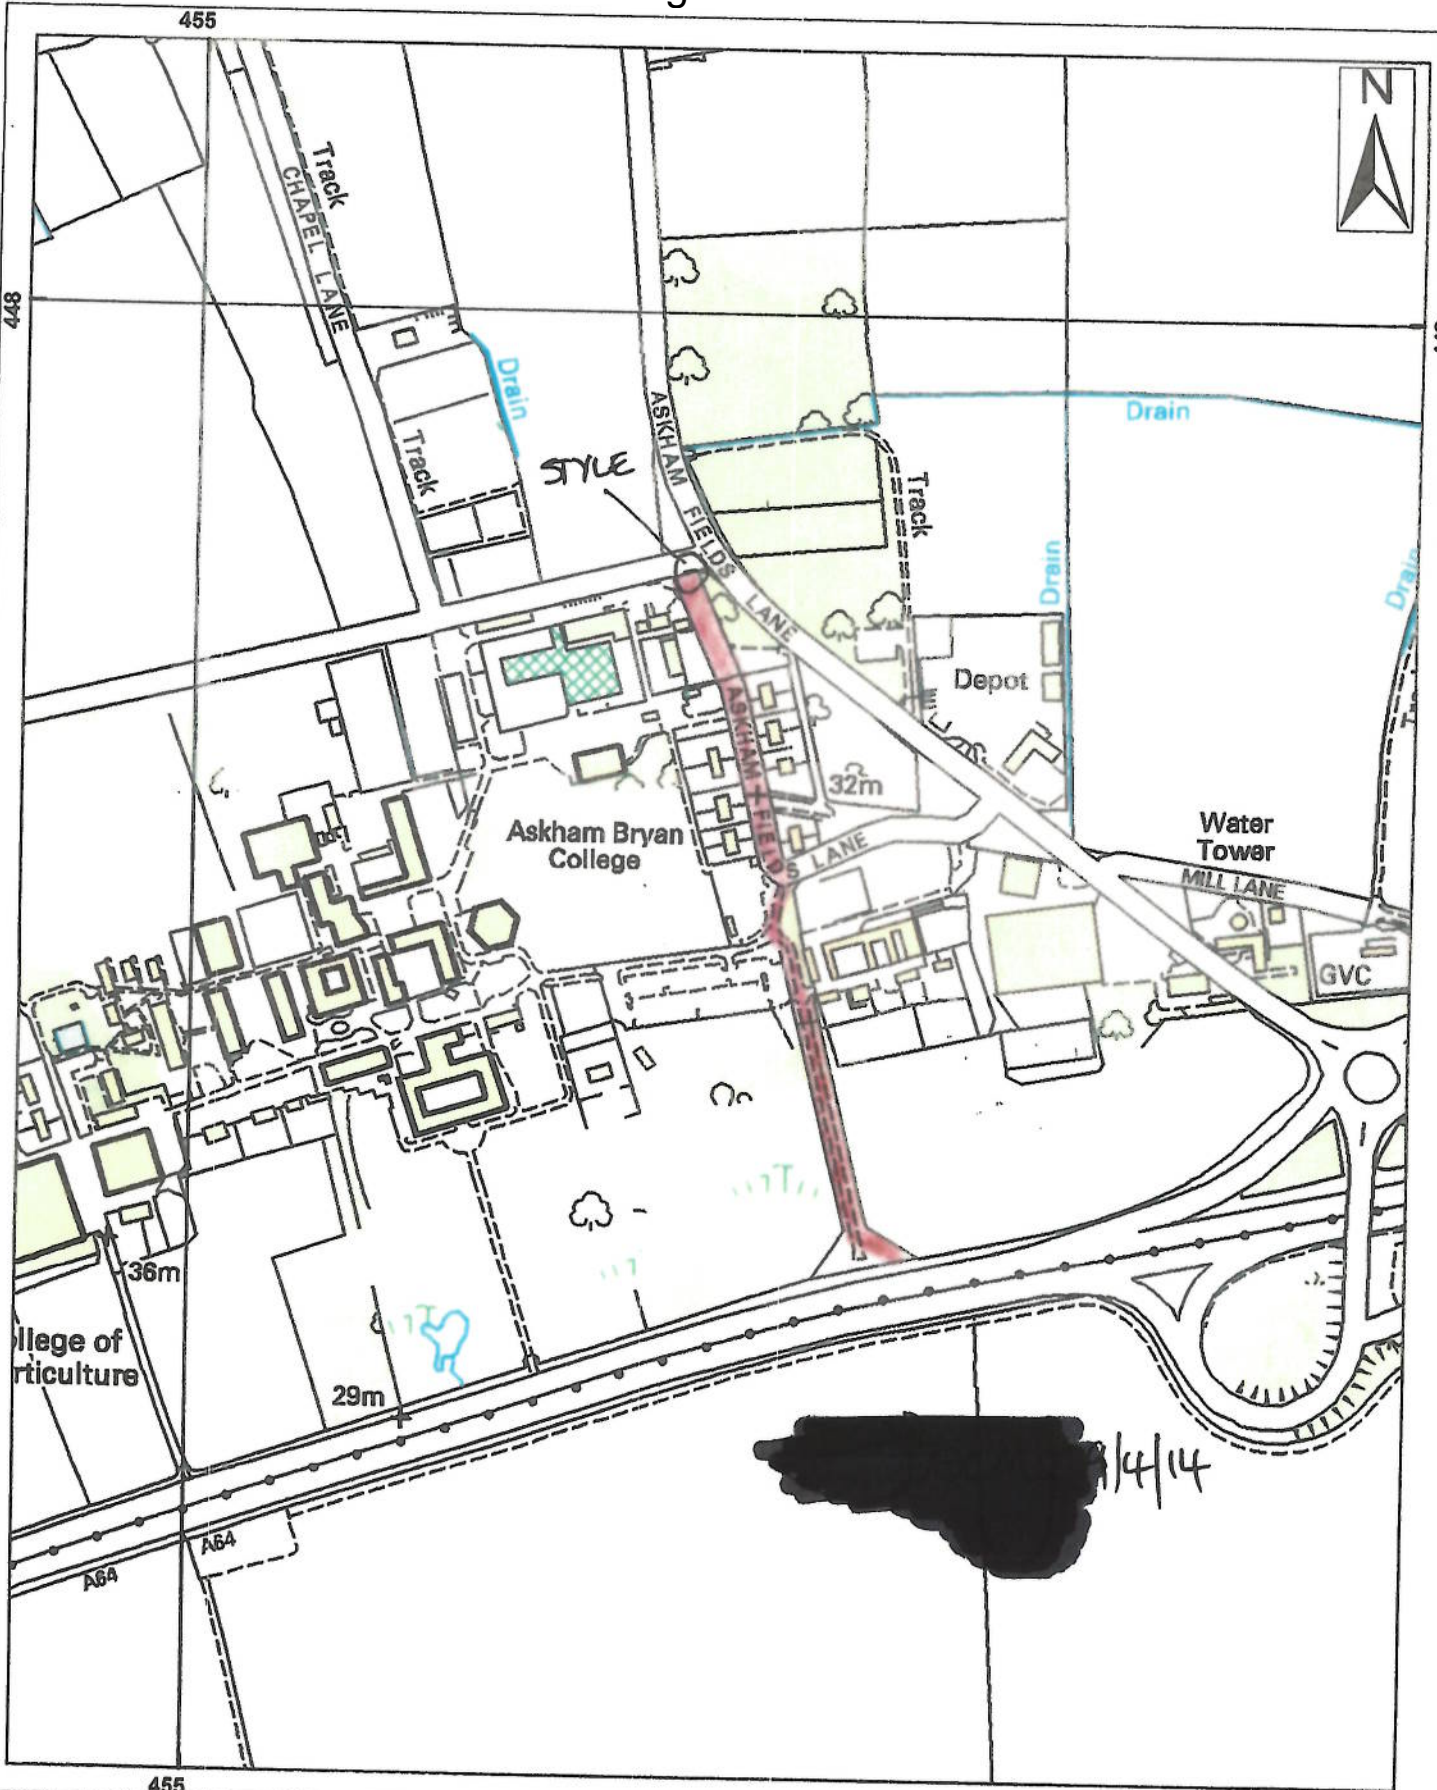 455
N
Track
CHAPEL LANE
448
Drain
ASKHAM FIELDS LANE
Drain
Track
STYLE
Track
Drain
Drain
Depot
ASKHAM FIELDS LANE
32m
Askham Bryan
College
Water
Tower
MILL LANE
GVC
36m
llege of
rticulture
29m
/4/14
A64
A64
455